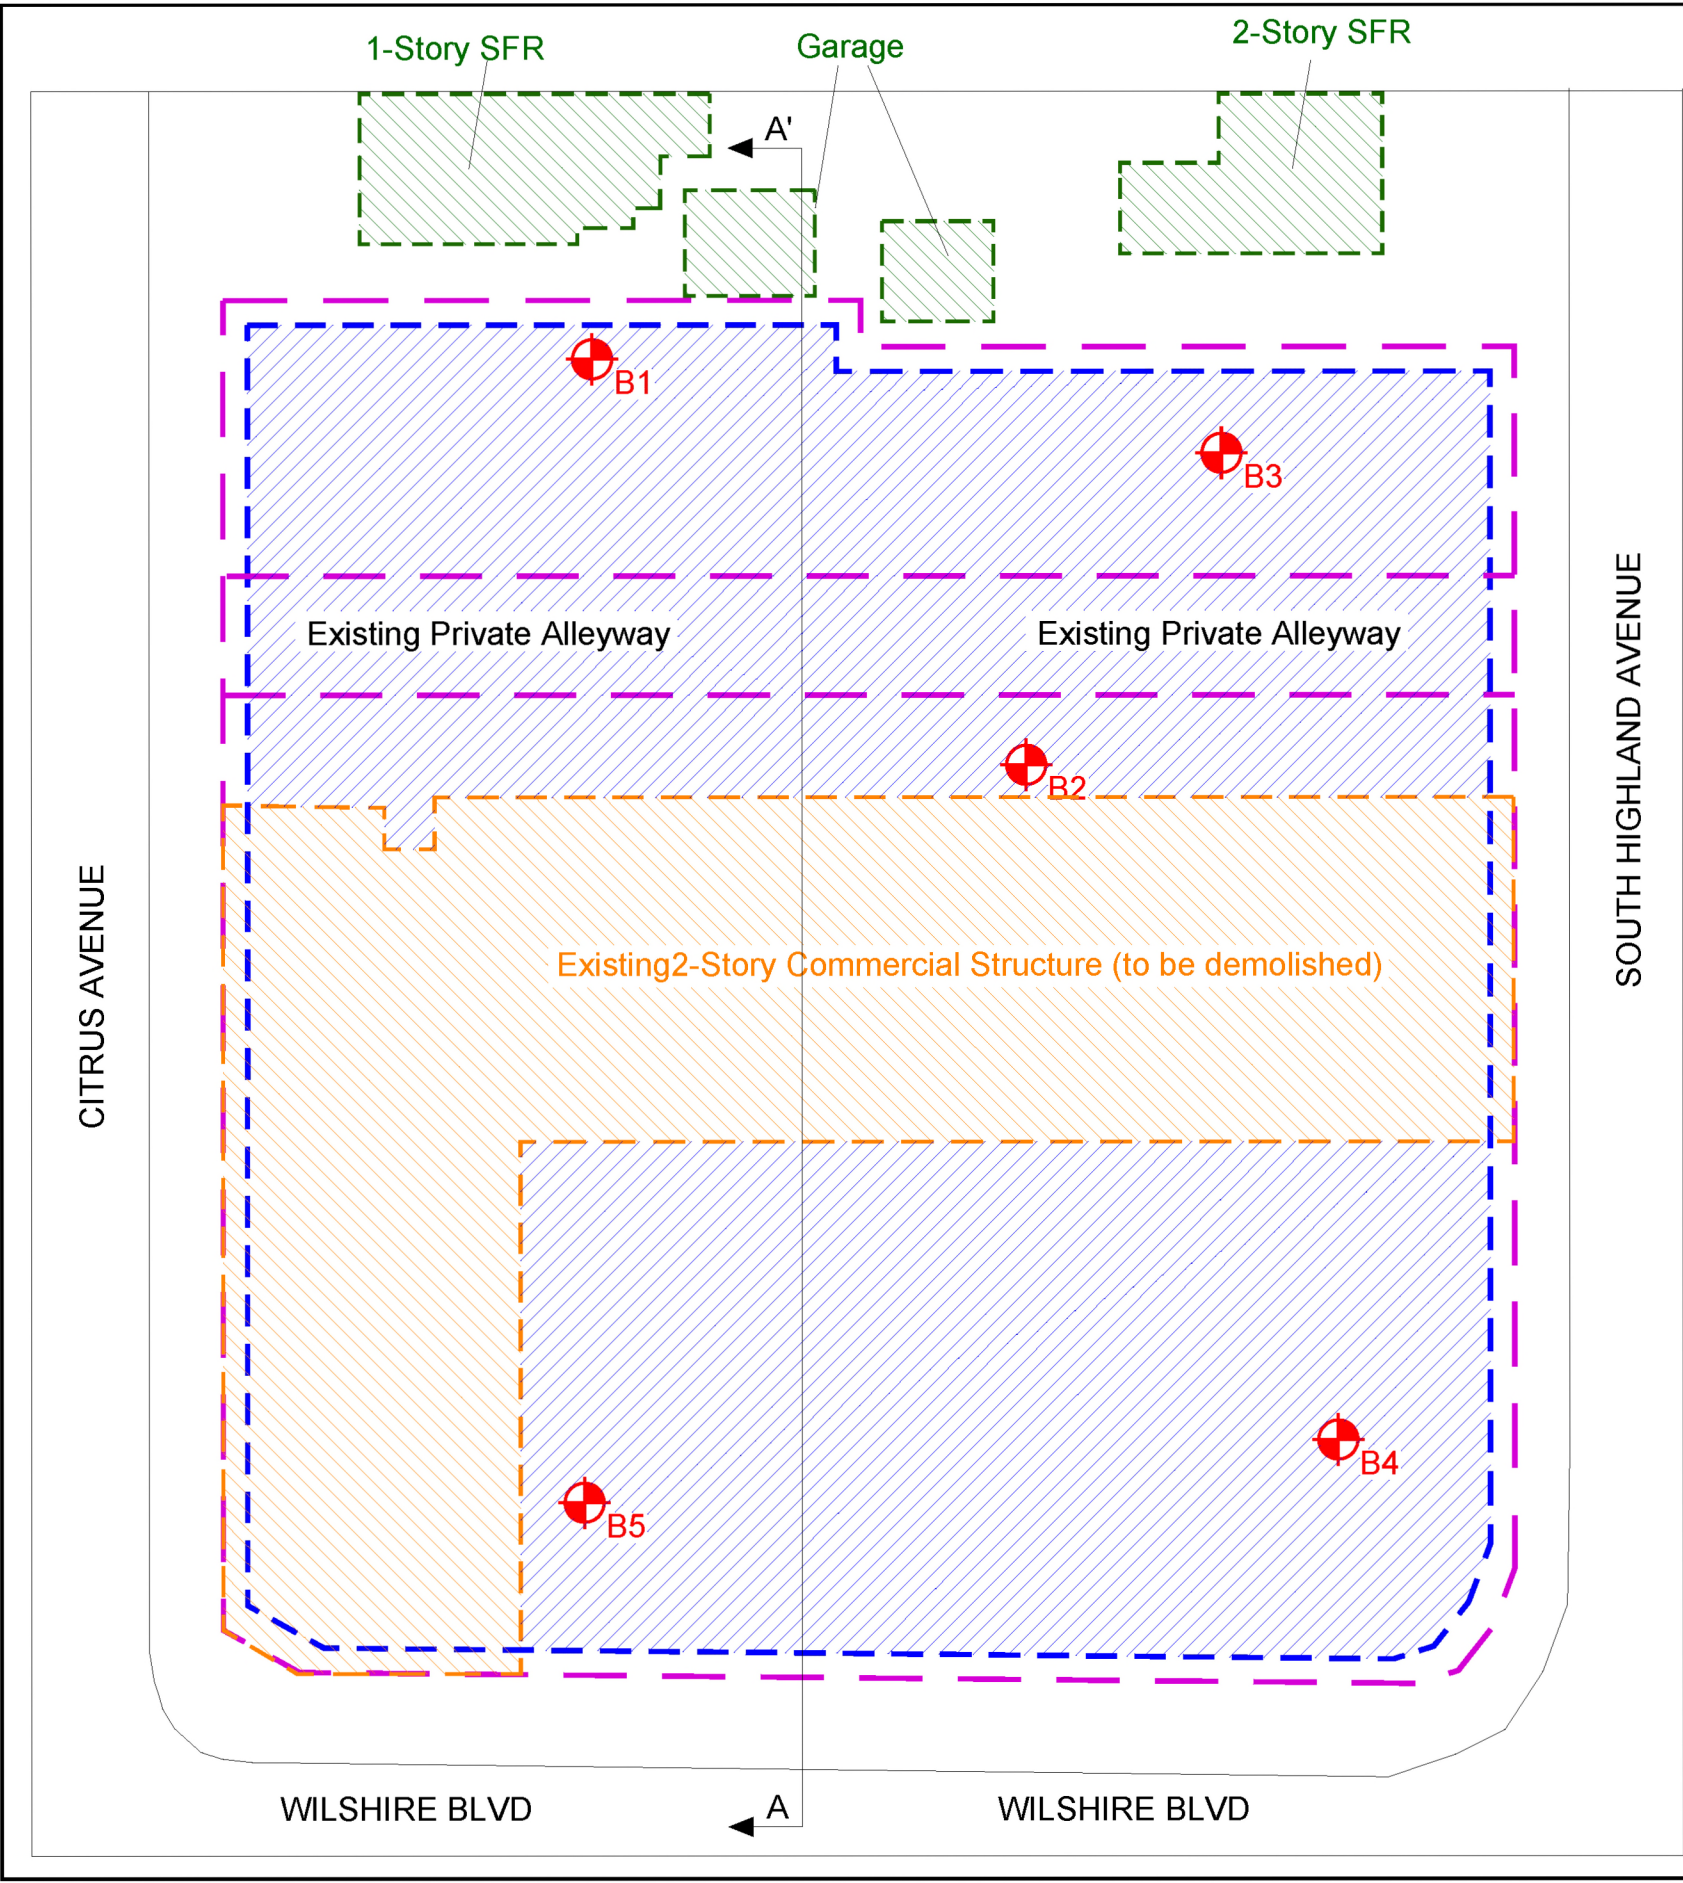 1-Story SFR
Garage
2-Story SFR
A'
B1
B3
Existing Private Alleyway
Existing Private Alleyway
SOUTH HIGHLAND AVENUE
B2
CITRUS AVENUE
Existing2-Story Commercial Structure (to be demolished)
B4
B5
WILSHIRE BLVD
A
WILSHIRE BLVD